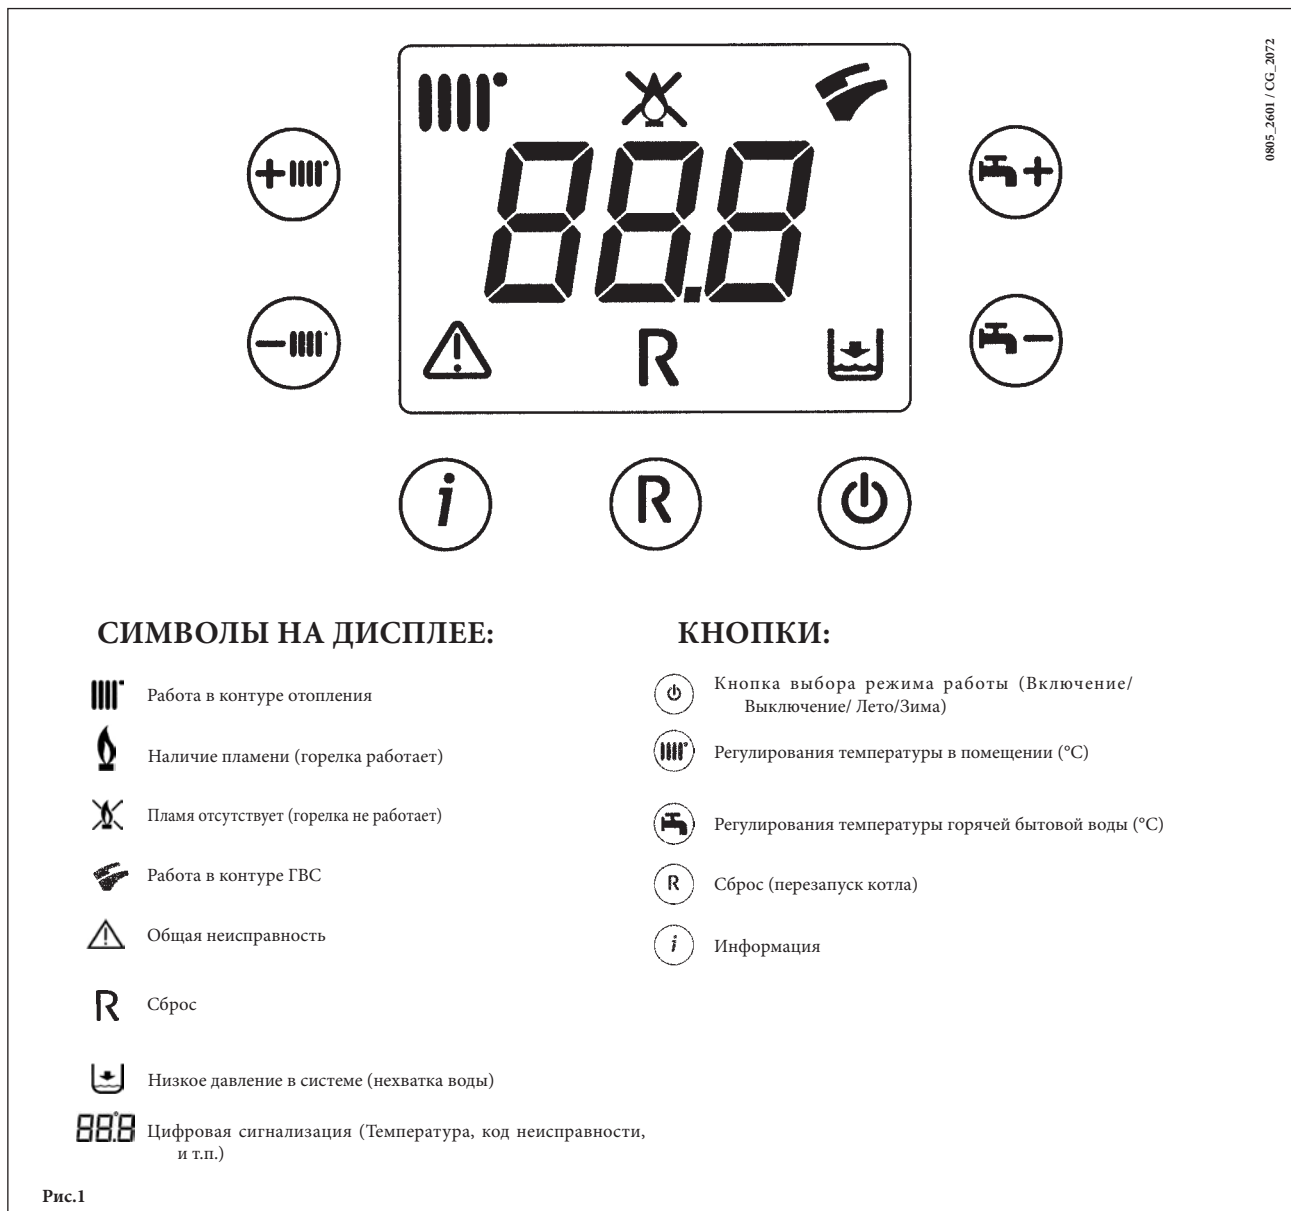 0805_2601 / CG_2072
88.8
R
i
R
СИМВОЛЫ НА ДИСПЛЕЕ:
Работа в контуре отопления
Наличие пламени (горелка работает)
Пламя отсутствует (горелка не работает)
Работа в контуре ГВС
Общая неисправность
R
Сброс
Низкое давление в системе (нехватка воды)
88.8
Цифровая сигнализация (Температура, код неисправности,
и т.п.)
КНОПКИ:
Кнопка выбора режима работы (Включение/
Выключение/ Лето/Зима)
Регулирования температуры в помещении (°C)
Регулирования температуры горячей бытовой воды (°C)
R
Сброс (перезапуск котла)
i
Информация
Рис.1